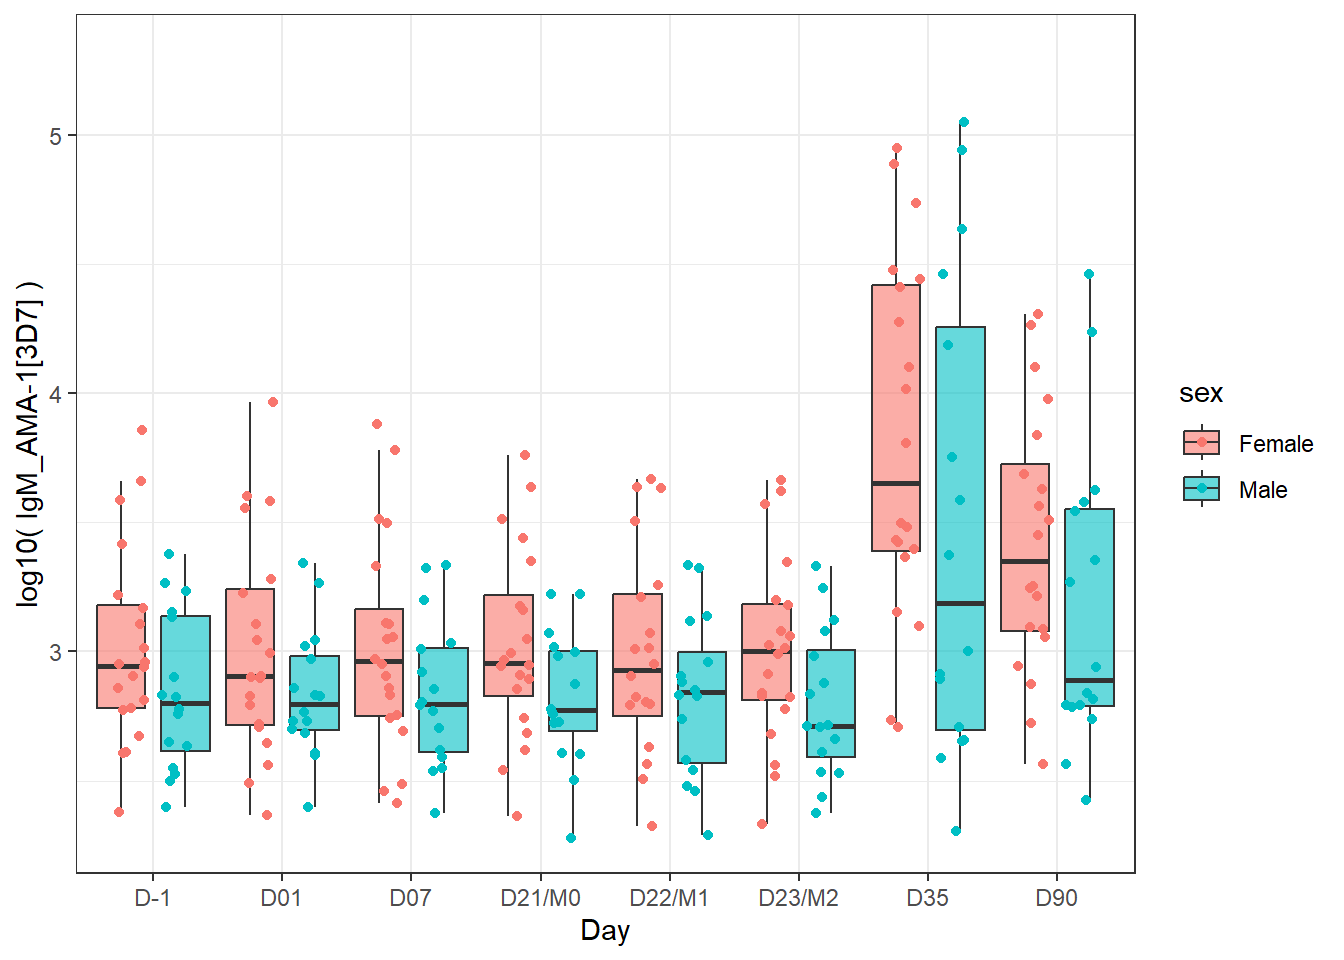 log10( IgM_AMA-1[3D7] )
5
4
3
D-1 D01 D07 D21/M0 D22/M1 D23/M2 D35 D90
Day
sex
Female
Male